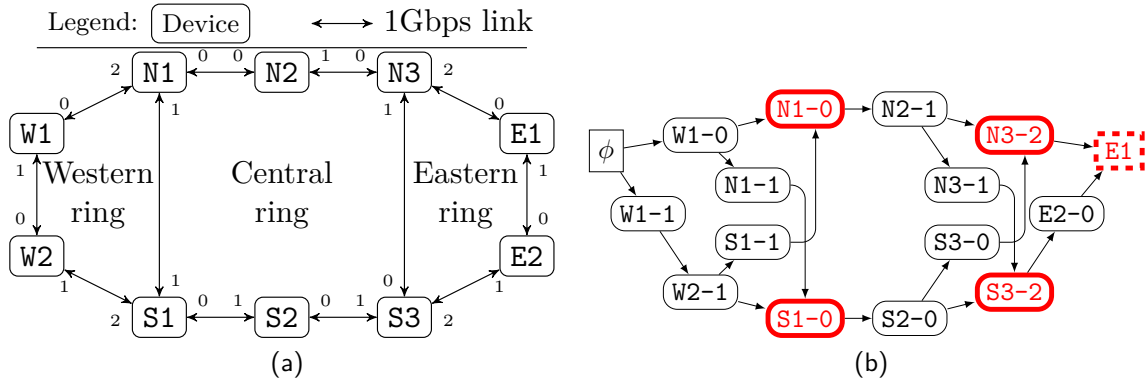 Legend: Device 1Gbps link
0 0 1 0
2 N1 N2 N3 2
0 1 1 0
W1 E1
1 1
Western ring
Central ring
Eastern ring
0 0
W2 E2
1 1 0 1
2 S1 0 1 S2 0 1 S3 2
(a)
N1-0 N2-1
ϕ W1-0 N3-2 E1
N1-1 N3-1
W1-1 E2-0
S1-1 S3-0
W2-1 S3-2
S1-0 S2-0
(b)